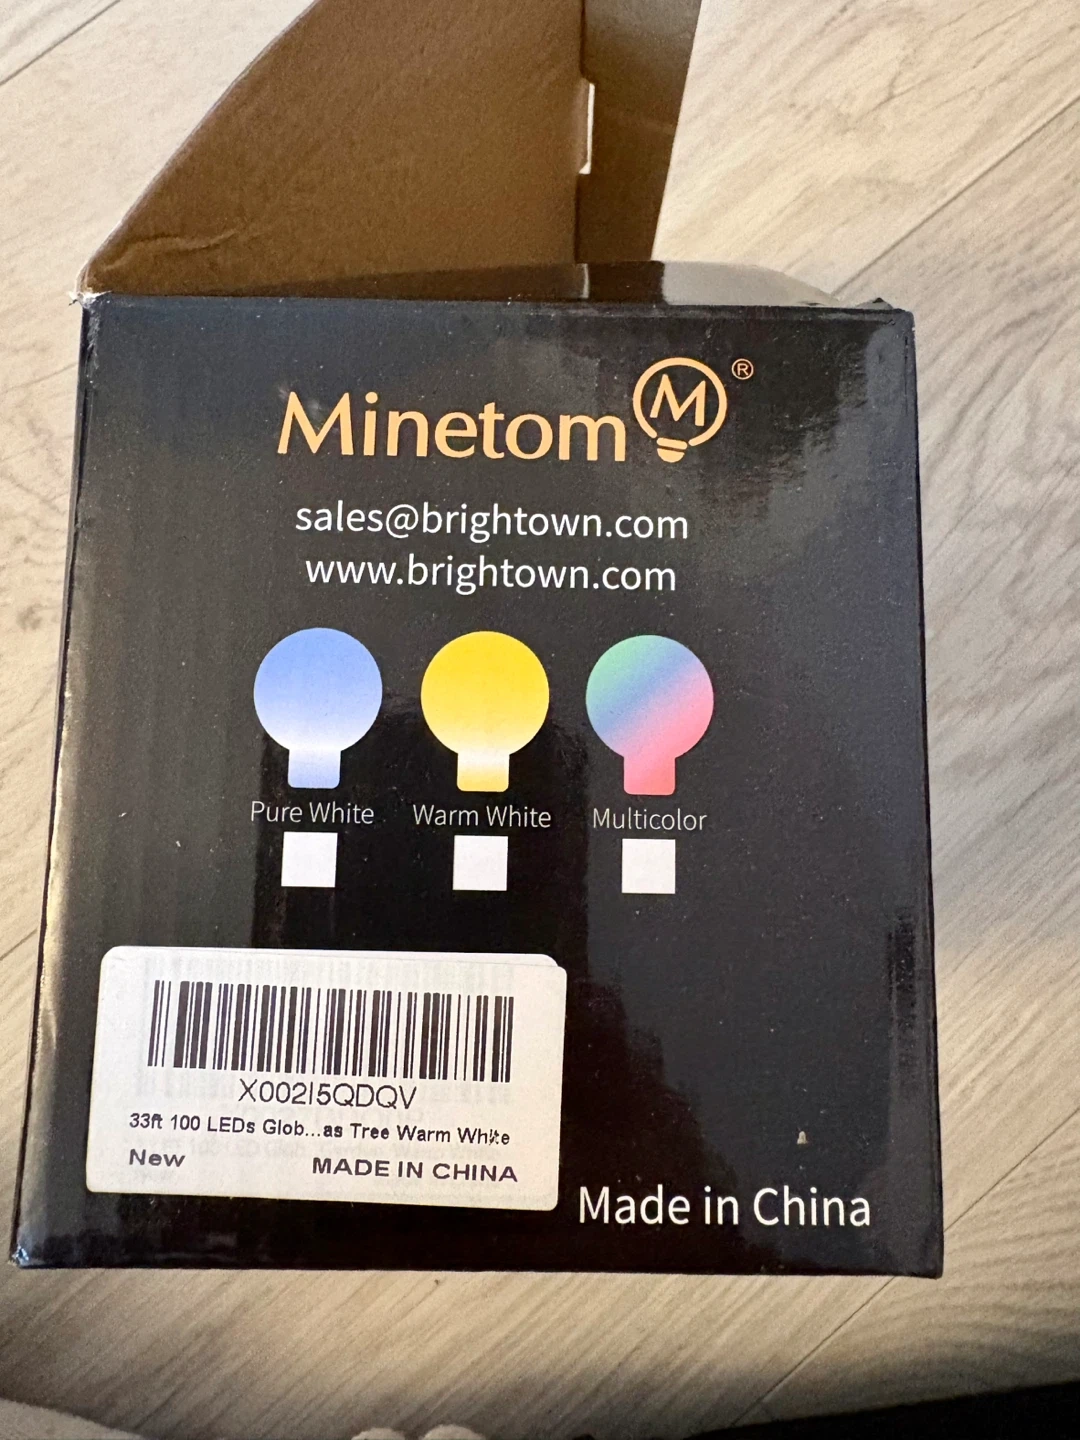 Minetom M ®
sales@brightown.com
www.brightown.com
Pure White Warm White Multicolor
X002I5QDQV
33ft 100 LEDs Glob...as Tree Warm White
New MADE IN CHINA
Made in China